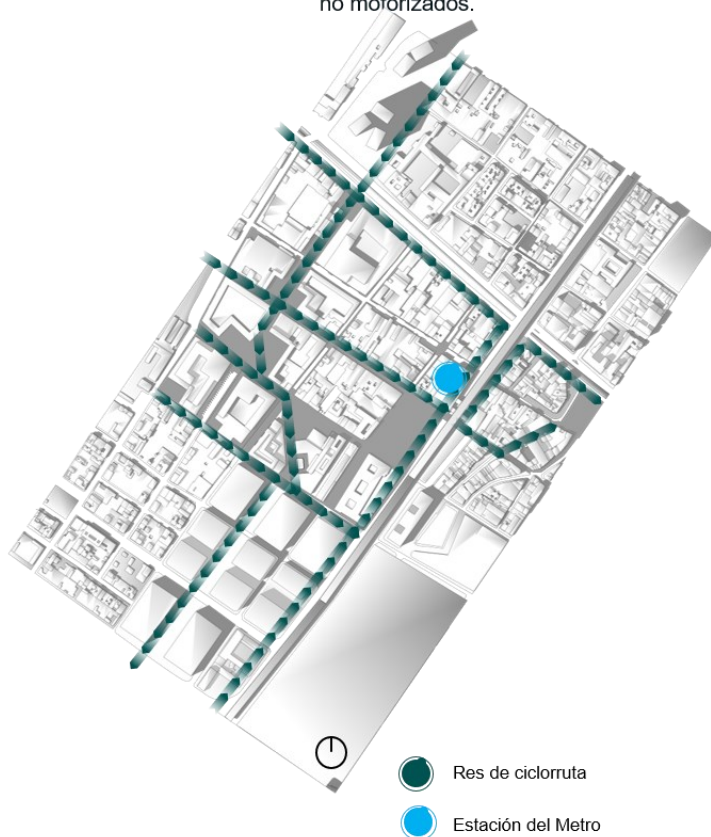 no motorizados.
Res de ciclorruta
Estación del Metro